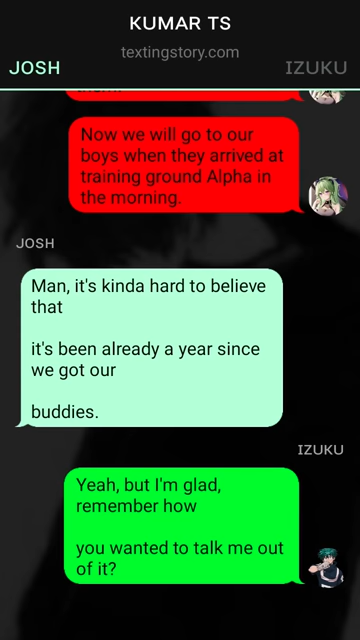 KUMAR TS
textingstory.com
JOSH
IZUKU
Now we will go to our
boys when they arrived at
training ground Alpha in
the morning.
JOSH
Man, it's kinda hard to believe
that
it's been already a year since
we got our
buddies.
IZUKU
Yeah, but I'm glad,
remember how
you wanted to talk me out
of it?